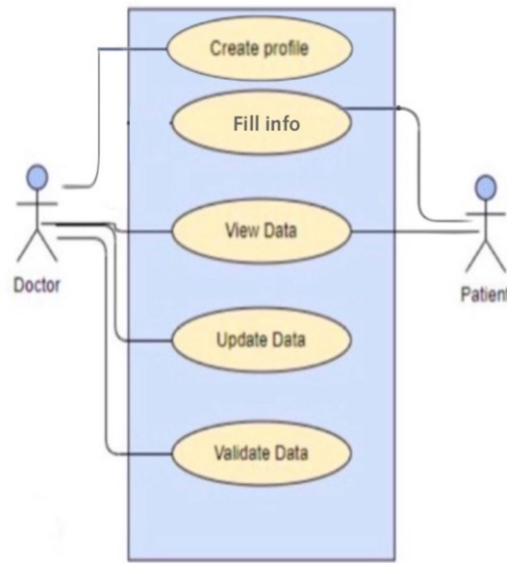 Create profile
Fill info
View Data
Doctor
Patient
Update Data
Validate Data